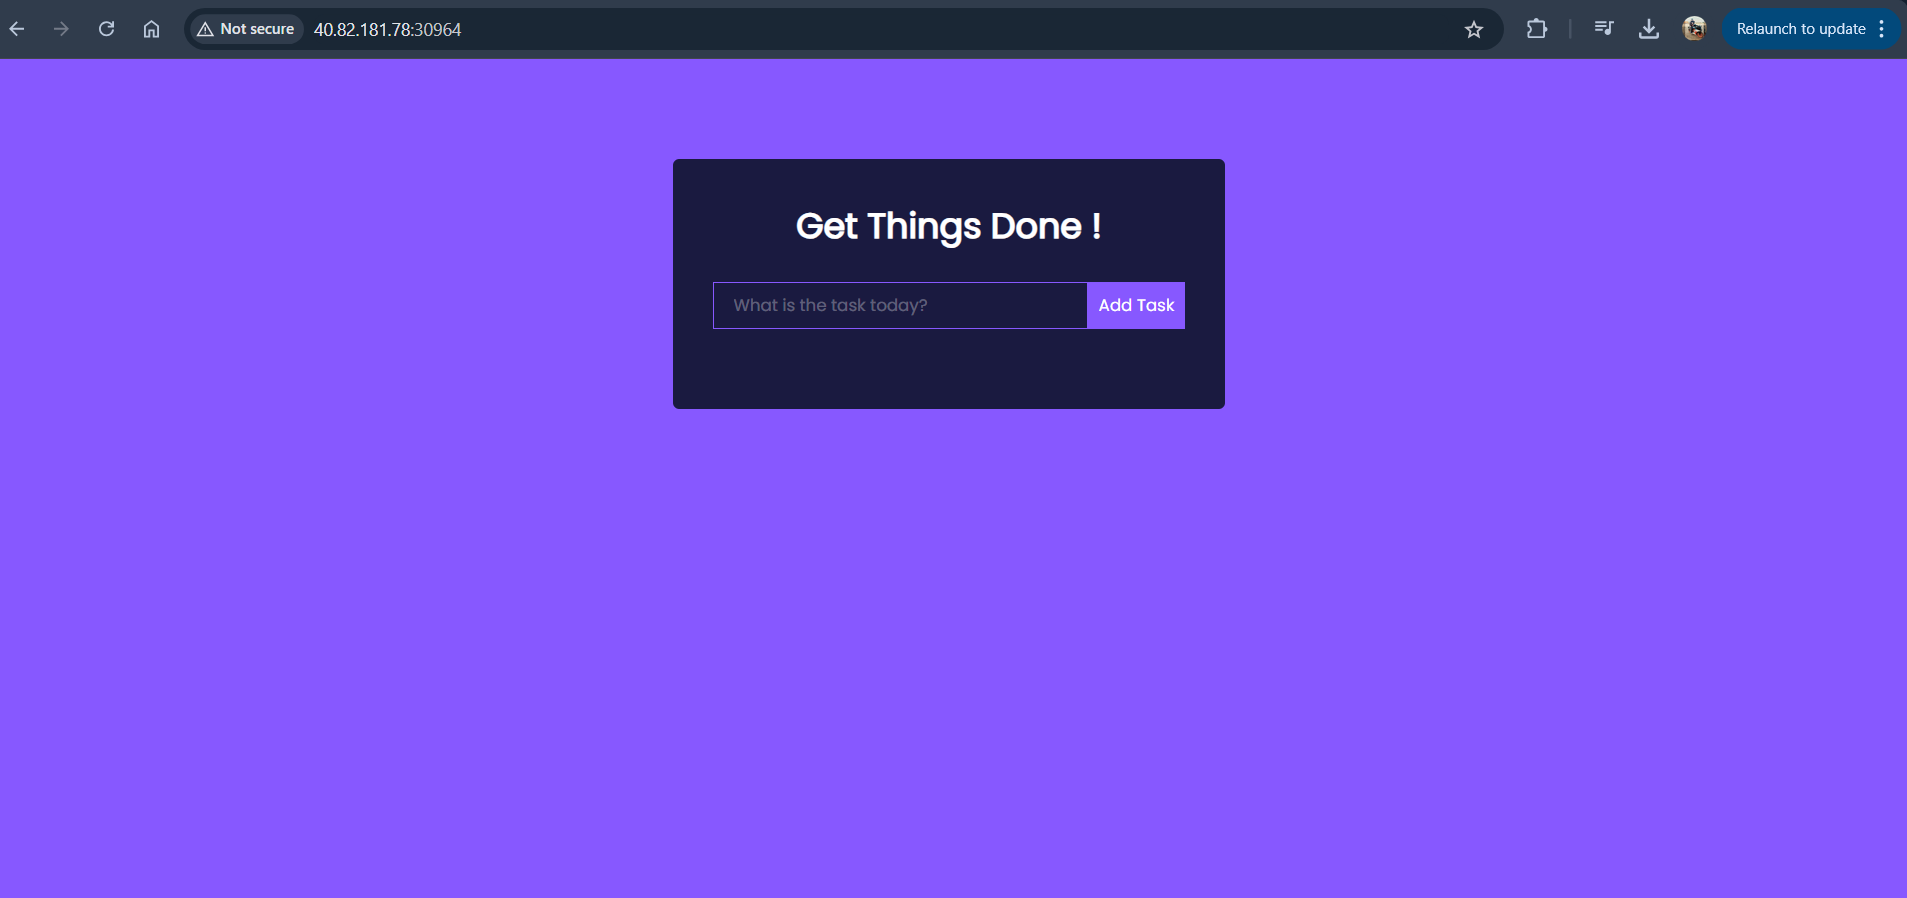 Not secure 40.82.181.78:30964 Relaunch to update
Get Things Done !
What is the task today? Add Task